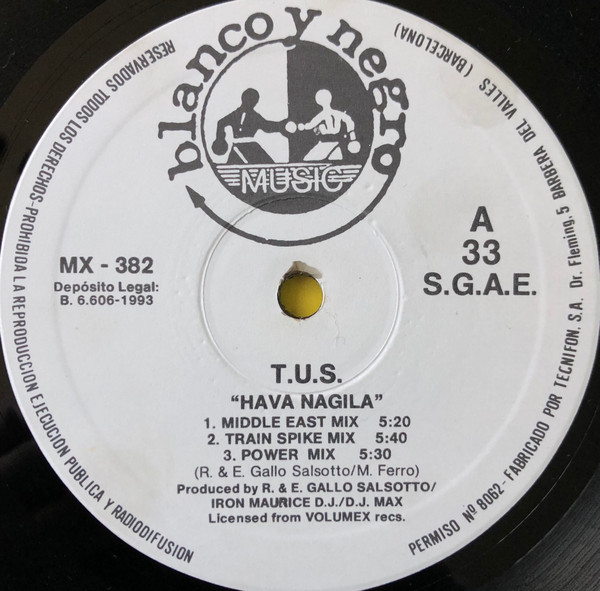 blanco y negro
MUSIC
A
33
S.G.A.E.
MX - 382
Depósito Legal:
B. 6.606-1993
T.U.S.
“HAVA NAGILA”
1. MIDDLE EAST MIX 5:20
2. TRAIN SPIKE MIX 5:40
3. POWER MIX 5:30
(R. & E. Gallo Salsotto/M. Ferro)
Produced by R. & E. GALLO SALSOTTO/
IRON MAURICE D.J./D.J. MAX
Licensed from VOLUMEX recs.
RESERVADOS TODOS LOS DERECHOS-PROHIBIDA LA REPRODUCCION EJECUCION PUBLICA Y RADIODIFUSION
PERMISO Nº 8062-FABRICADO POR TECNIFON, S.A. Dr. Fleming, 5 BARBERA DEL VALLES (BARCELONA)